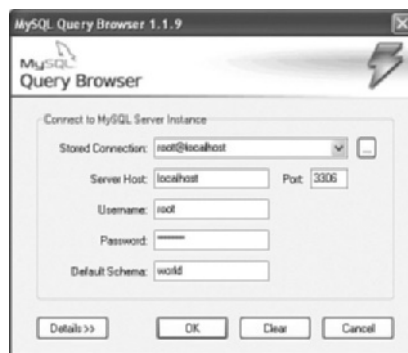 MySQL Query Browser 1.1.9
MySQL
Query Browser
Connect to MySQL Server Instance
Stored Connection: root@localhost ...
Server Host: localhost Port: 3306
Username: root
Password: ********
Default Schema: world
Details >> OK Clear Cancel